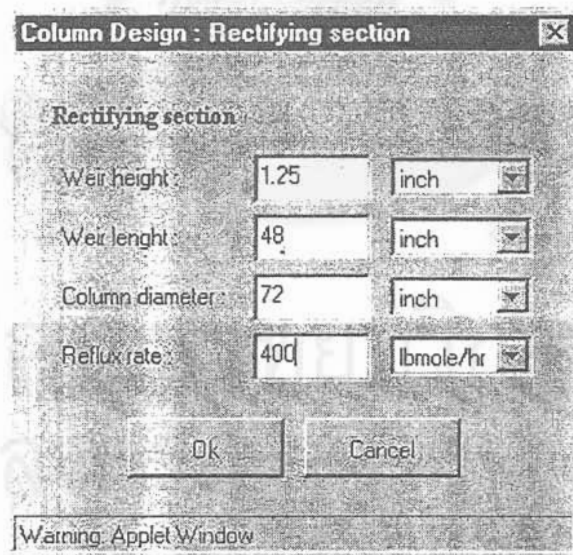 Column Design : Rectifying section
Rectifying section
Weir height : 1.25 inch
Weir lenght : 48 inch
Column diameter : 72 inch
Reflux rate : 400 lbmole/hr
Ok Cancel
Warning: Applet Window